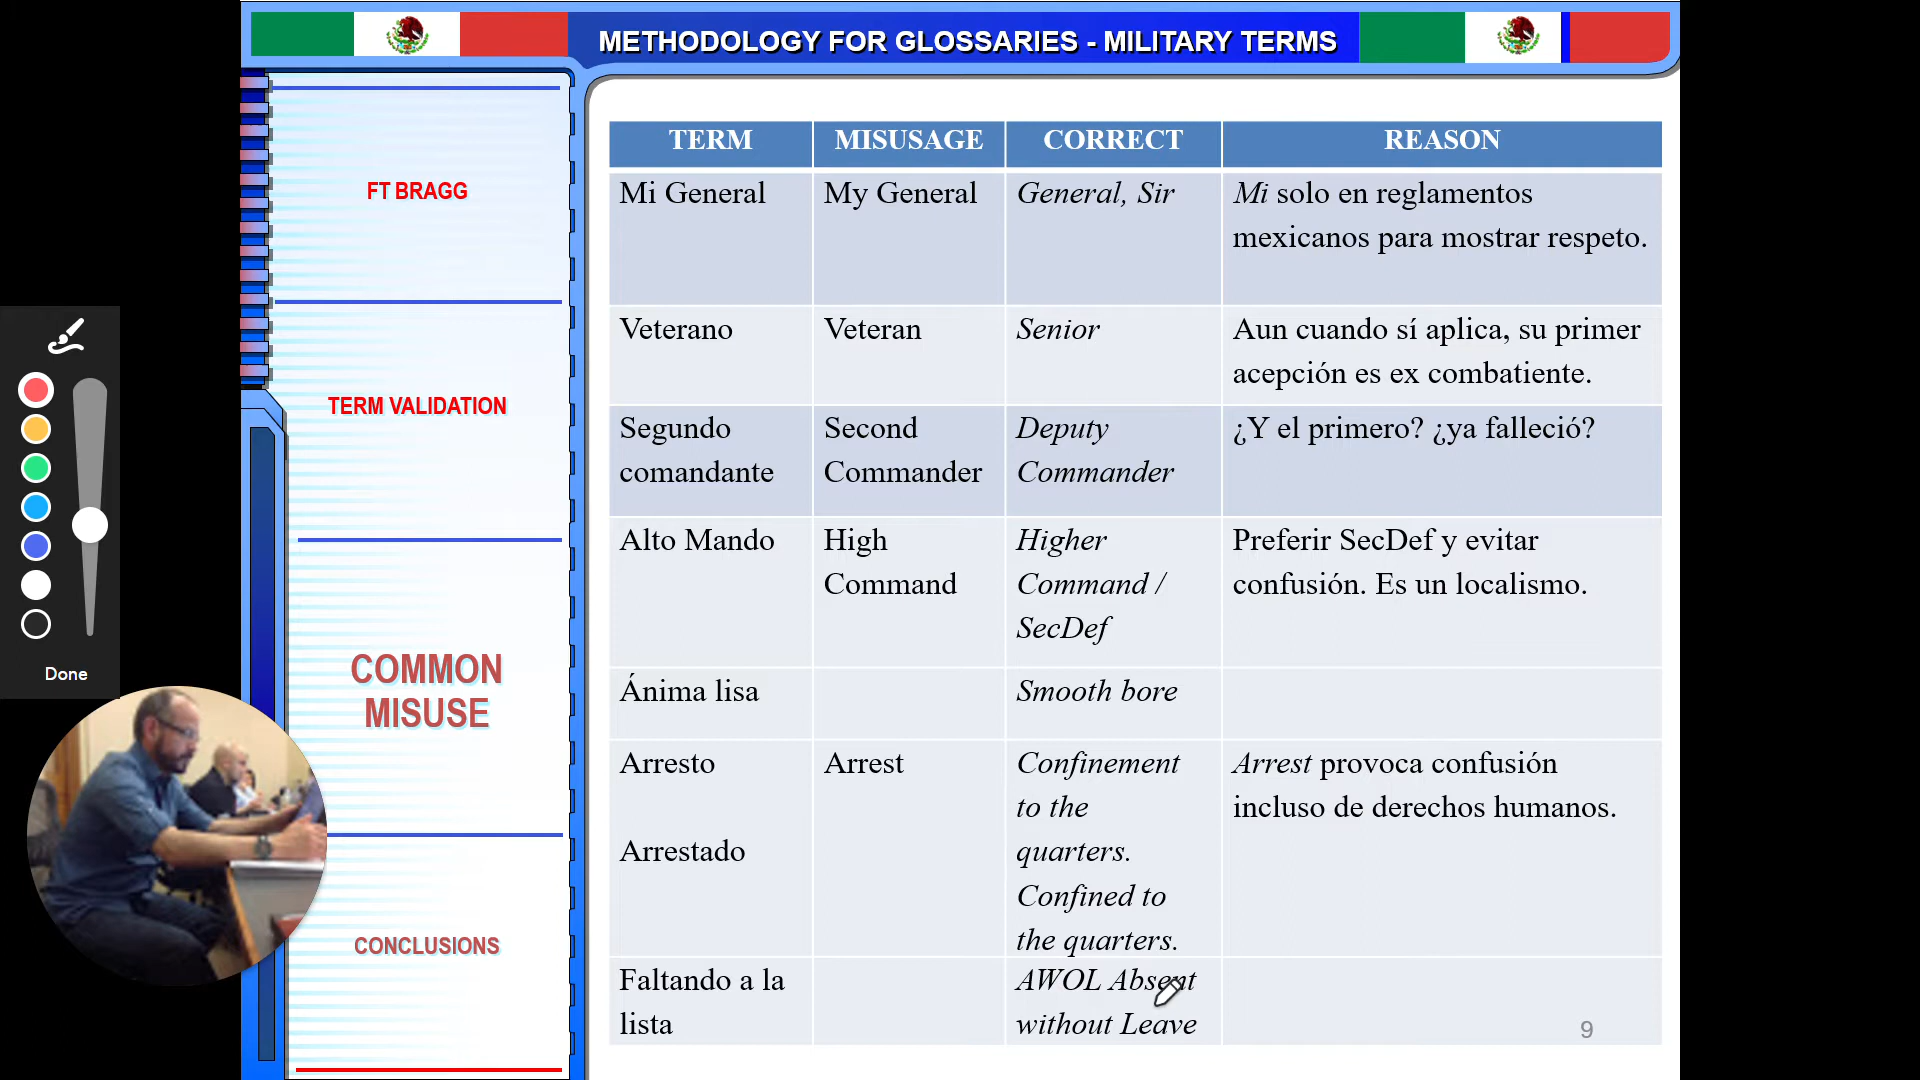 METHODOLOGY FOR GLOSSARIES - MILITARY TERMS
FT BRAGG
TERM VALIDATION
COMMON
MISUSE
CONCLUSIONS
Done
TERM MISUSAGE CORRECT REASON
Mi General My General General, Sir Mi solo en reglamentos
mexicanos para mostrar respeto.
Veterano Veteran Senior Aun cuando sí aplica, su primer
acepción es ex combatiente.
Segundo Second Deputy ¿Y el primero? ¿ya falleció?
comandante Commander Commander
Alto Mando High Higher Preferir SecDef y evitar
Command Command / confusión. Es un localismo.
SecDef
Ánima lisa Smooth bore
Arresto Arrest Confinement Arrest provoca confusión
to the incluso de derechos humanos.
Arrestado quarters.
Confined to
the quarters.
Faltando a la AWOL Absent
lista without Leave
9